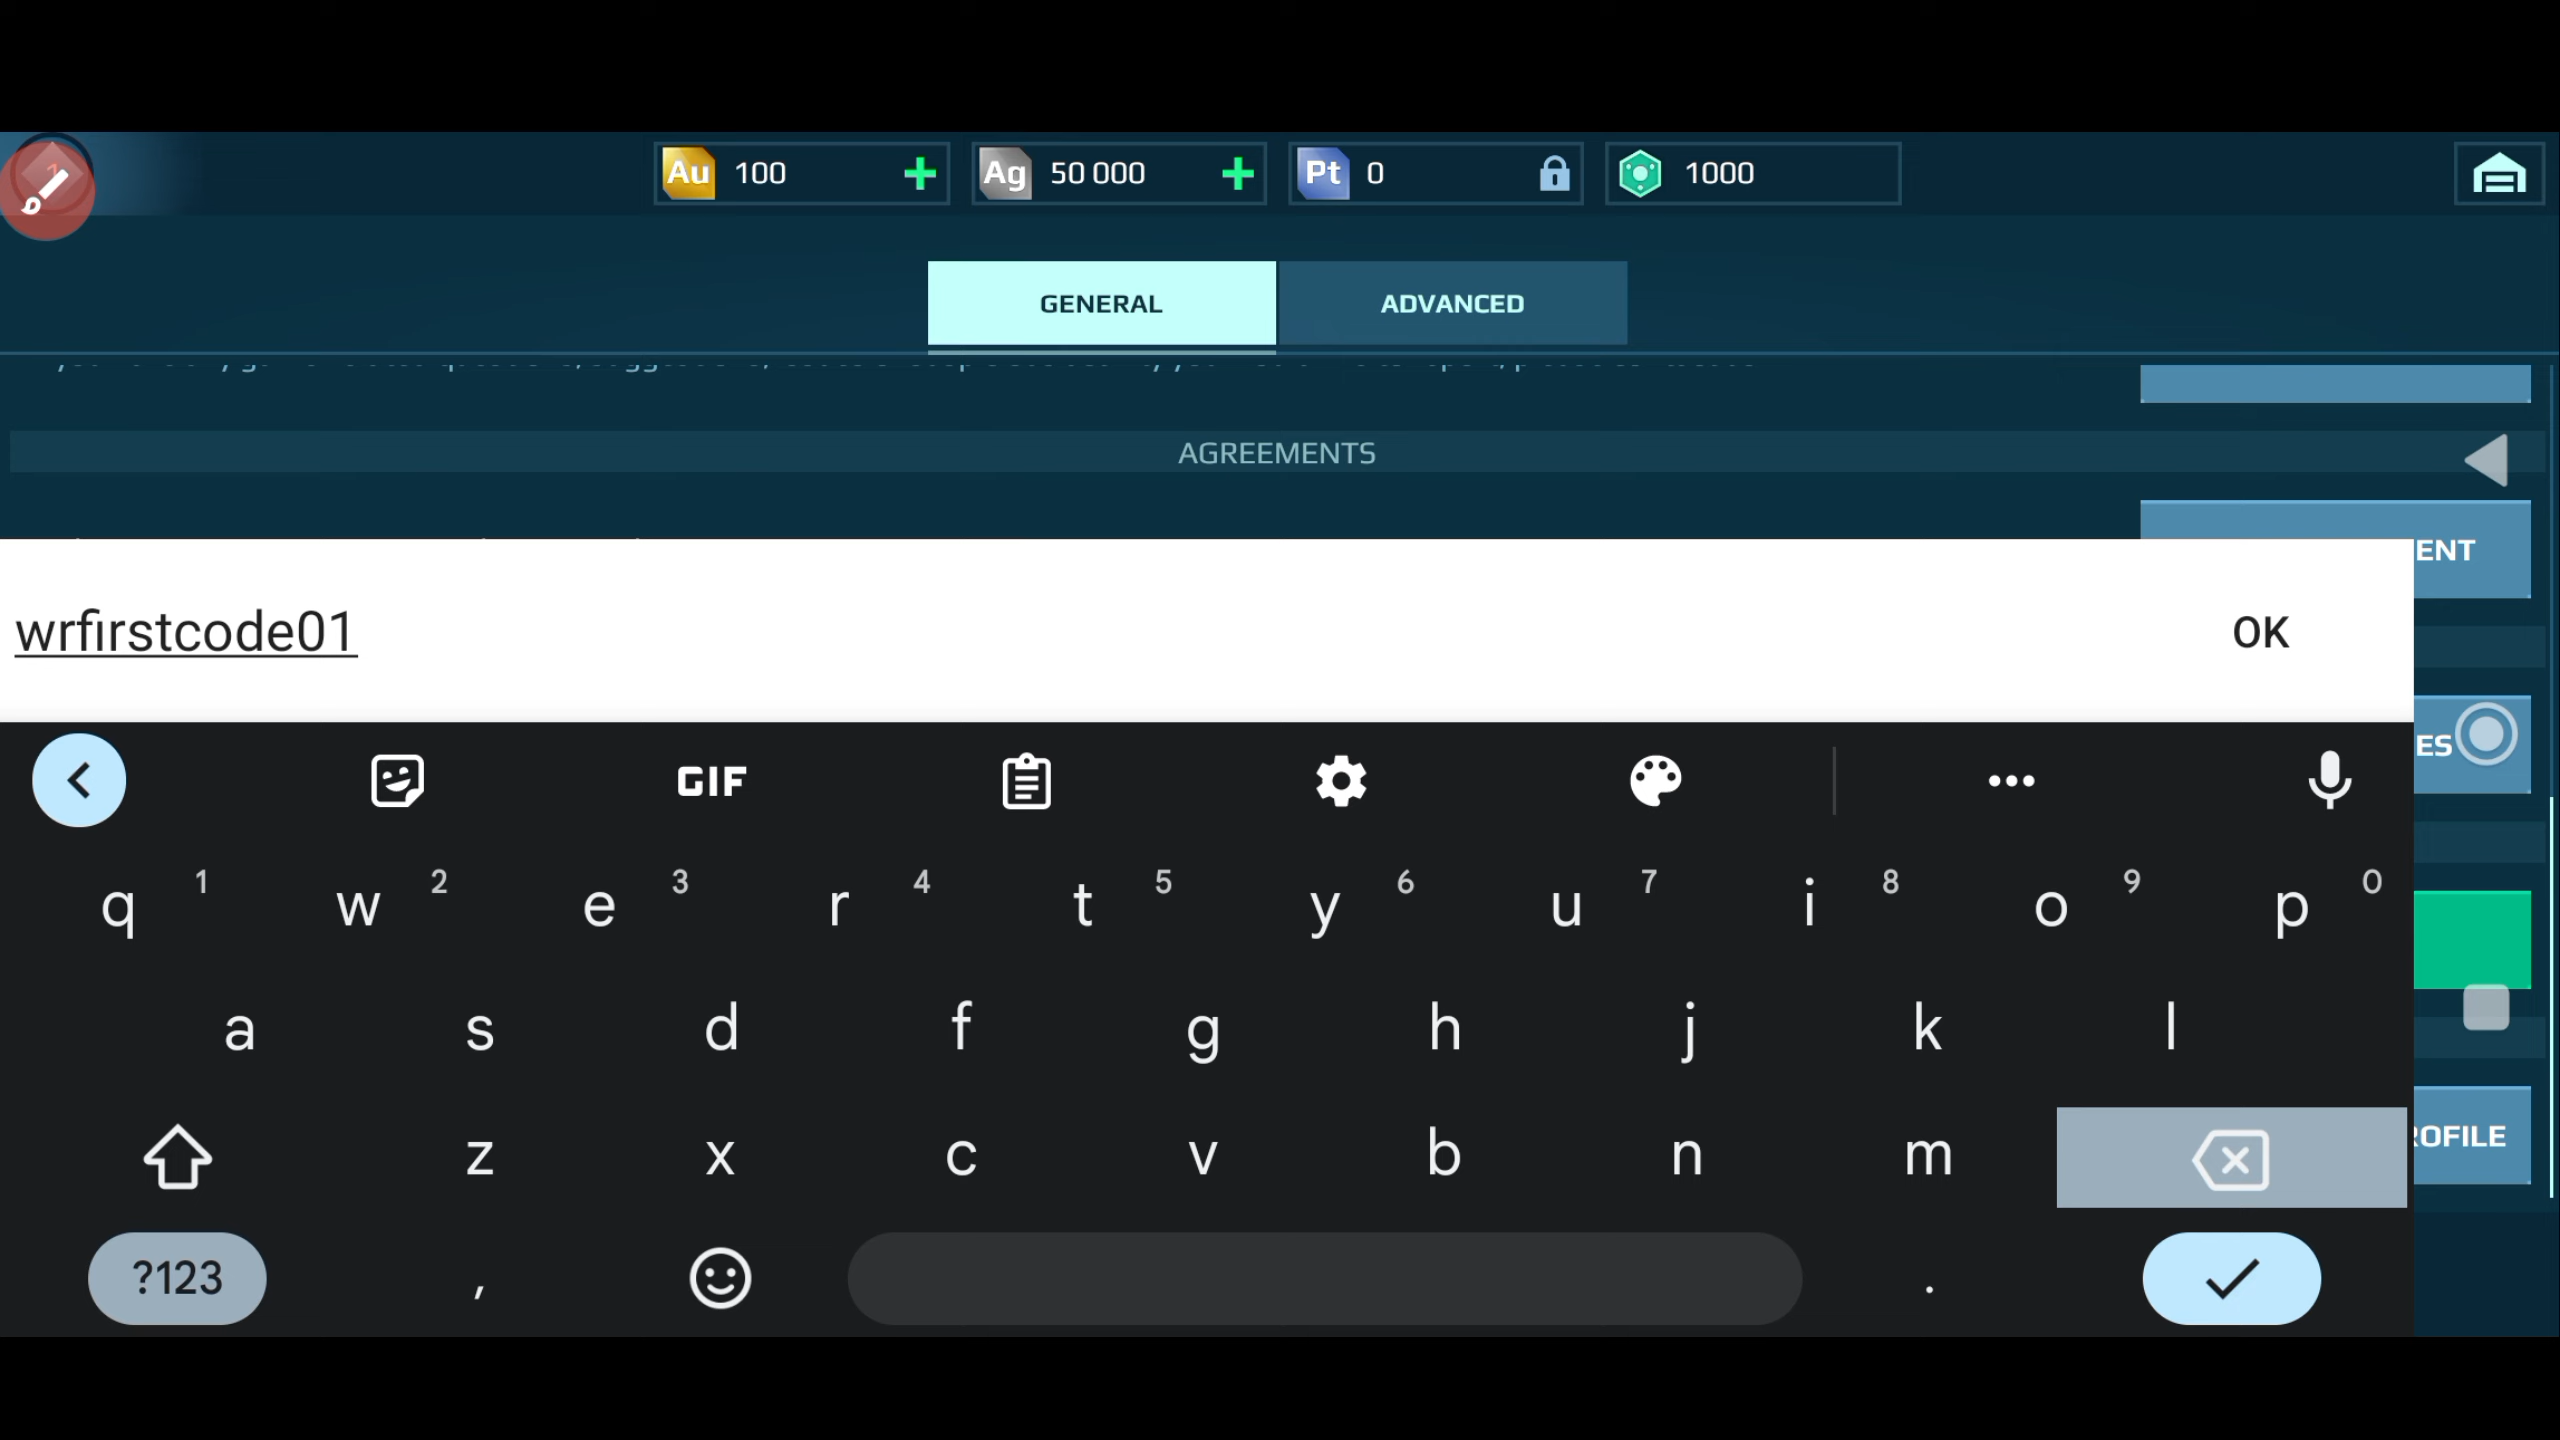 Au 100 + Ag 50 000 + Pt 0 1000
GENERAL ADVANCED
AGREEMENTS
ENT
wrfirstcode01 OK
ES
GIF
q 1 w 2 e 3 r 4 t 5 y 6 u 7 i 8 o 9 p 0
a s d f g h j k l
z x c v b n m
ROFILE
?123 , .